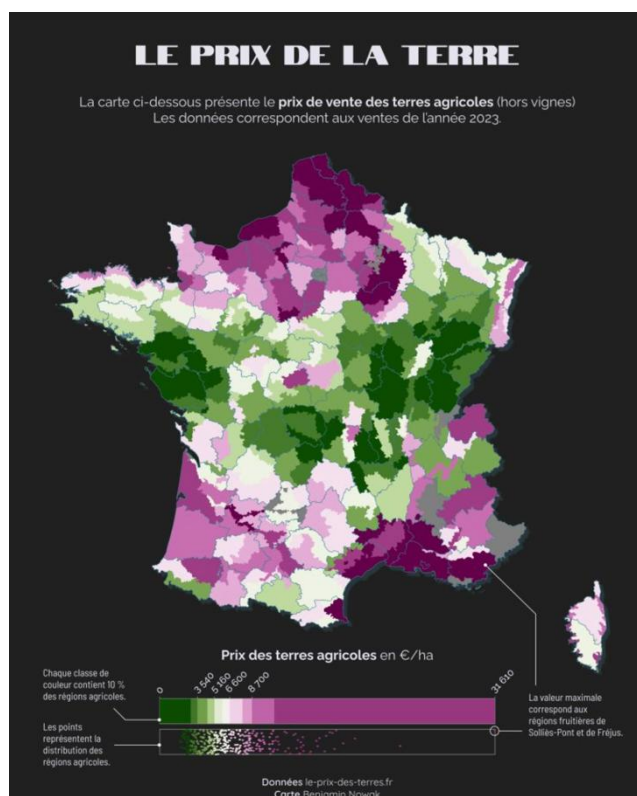 LE PRIX DE LA TERRE
La carte ci-dessous présente le prix de vente des terres agricoles (hors vignes)
Les données correspondent aux ventes de l'année 2023.
Prix des terres agricoles en €/ha
Chaque classe de
couleur contient 10 %
des régions agricoles.
0
3 540
5 160
6 600
8 700
31 610
Les points
représentent la
distribution des
régions agricoles.
La valeur maximale
correspond aux
régions fruitières de
Solliès-Pont et de Fréjus.
Données le-prix-des-terres.fr
Carte Benjamin Nowak